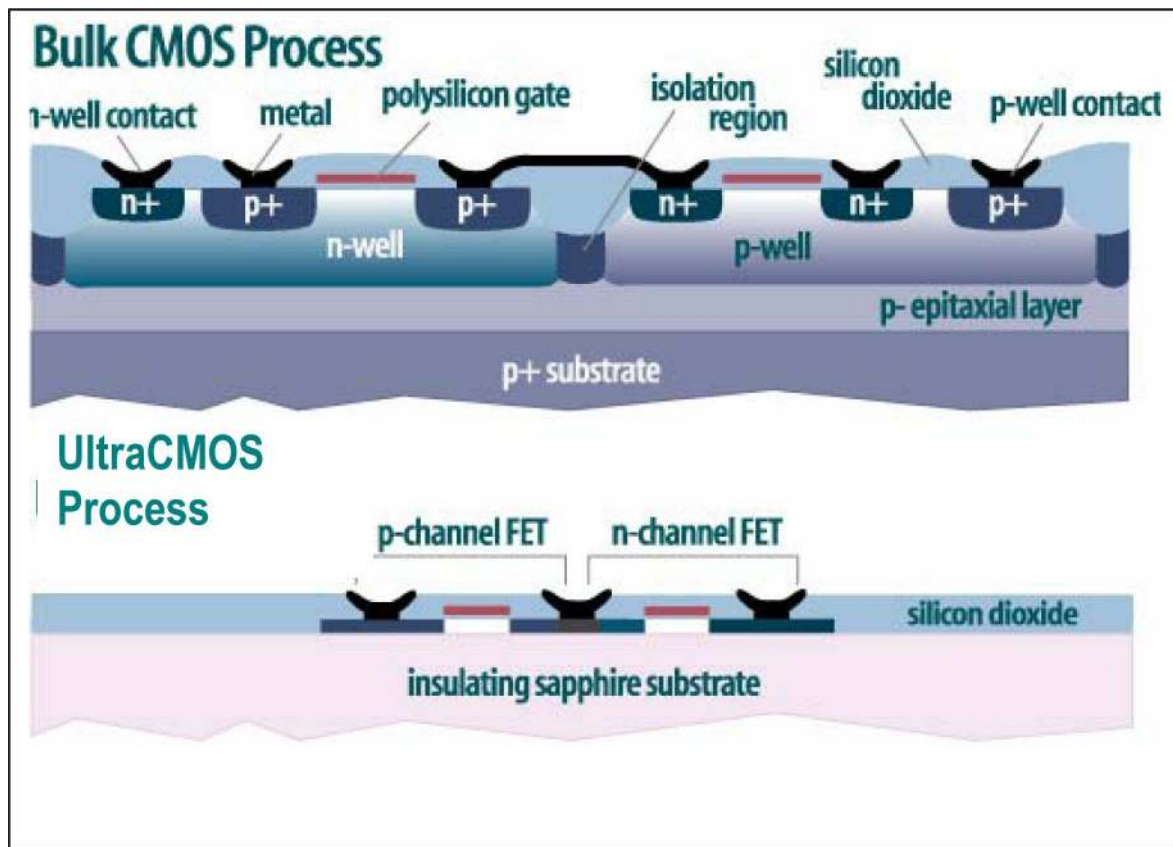 Bulk CMOS Process
n-well contact
metal
polysilicon gate
isolation
region
silicon
dioxide
p-well contact
n+
p+
p+
n+
n+
p+
n-well
p-well
p- epitaxial layer
p+ substrate
UltraCMOS
Process
p-channel FET
n-channel FET
silicon dioxide
insulating sapphire substrate